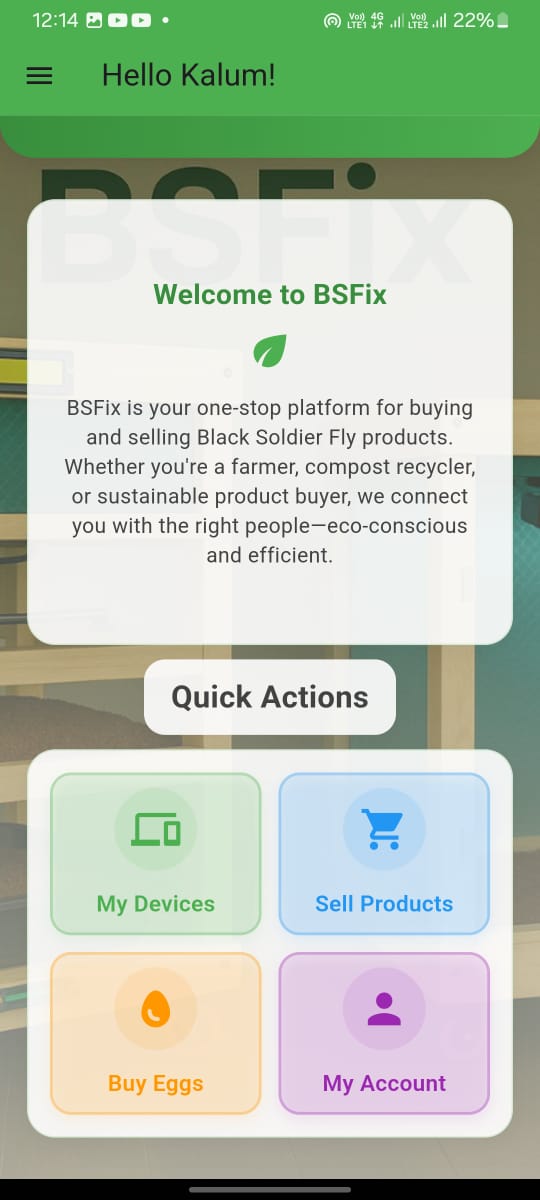 12:14 Vo)) LTE1 4G Vo)) LTE2 22%
Hello Kalum!
BSFix
Welcome to BSFix
BSFix is your one-stop platform for buying
and selling Black Soldier Fly products.
Whether you're a farmer, compost recycler,
or sustainable product buyer, we connect
you with the right people—eco-conscious
and efficient.
Quick Actions
My Devices
Sell Products
Buy Eggs
My Account